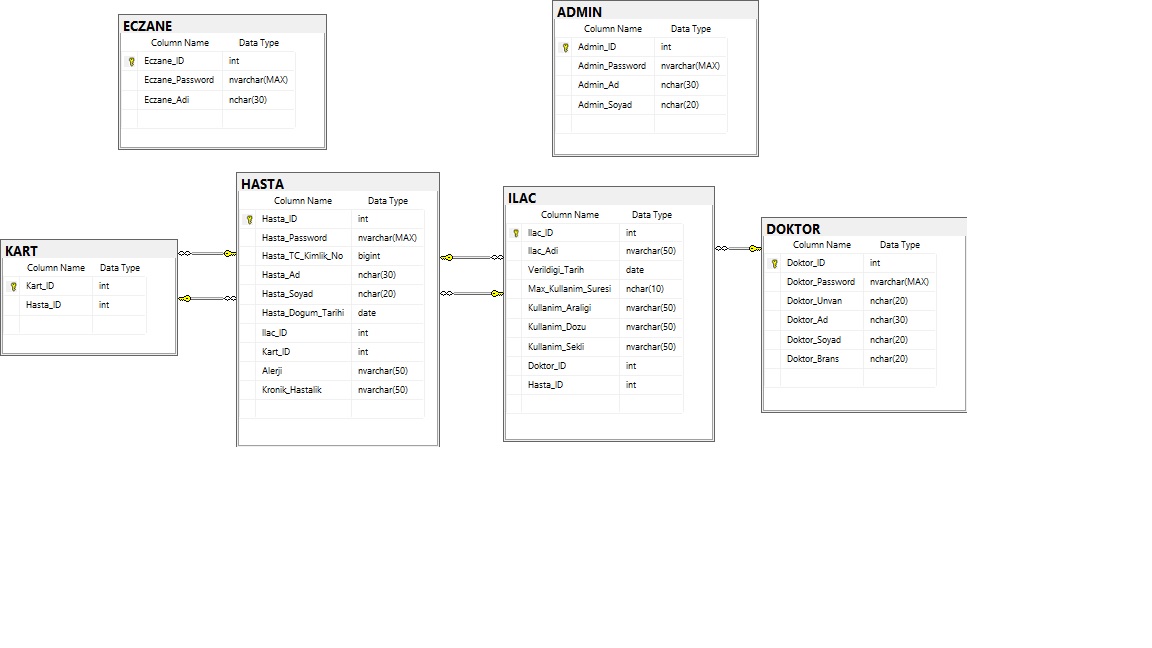 ECZANE
Column Name Data Type
Eczane_ID int
Eczane_Password nvarchar(MAX)
Eczane_Adi nchar(30)
ADMIN
Column Name Data Type
Admin_ID int
Admin_Password nvarchar(MAX)
Admin_Ad nchar(30)
Admin_Soyad nchar(20)
KART
Column Name Data Type
Kart_ID int
Hasta_ID int
HASTA
Column Name Data Type
Hasta_ID int
Hasta_Password nvarchar(MAX)
Hasta_TC_Kimlik_No bigint
Hasta_Ad nchar(30)
Hasta_Soyad nchar(20)
Hasta_Dogum_Tarihi date
Ilac_ID int
Kart_ID int
Alerji nvarchar(50)
Kronik_Hastalik nvarchar(50)
ILAC
Column Name Data Type
Ilac_ID int
Ilac_Adi nvarchar(50)
Verildigi_Tarih date
Max_Kullanim_Suresi nchar(10)
Kullanim_Araligi nvarchar(50)
Kullanim_Dozu nvarchar(50)
Kullanim_Sekli nvarchar(50)
Doktor_ID int
Hasta_ID int
DOKTOR
Column Name Data Type
Doktor_ID int
Doktor_Password nvarchar(MAX)
Doktor_Unvan nchar(20)
Doktor_Ad nchar(30)
Doktor_Soyad nchar(20)
Doktor_Brans nchar(20)